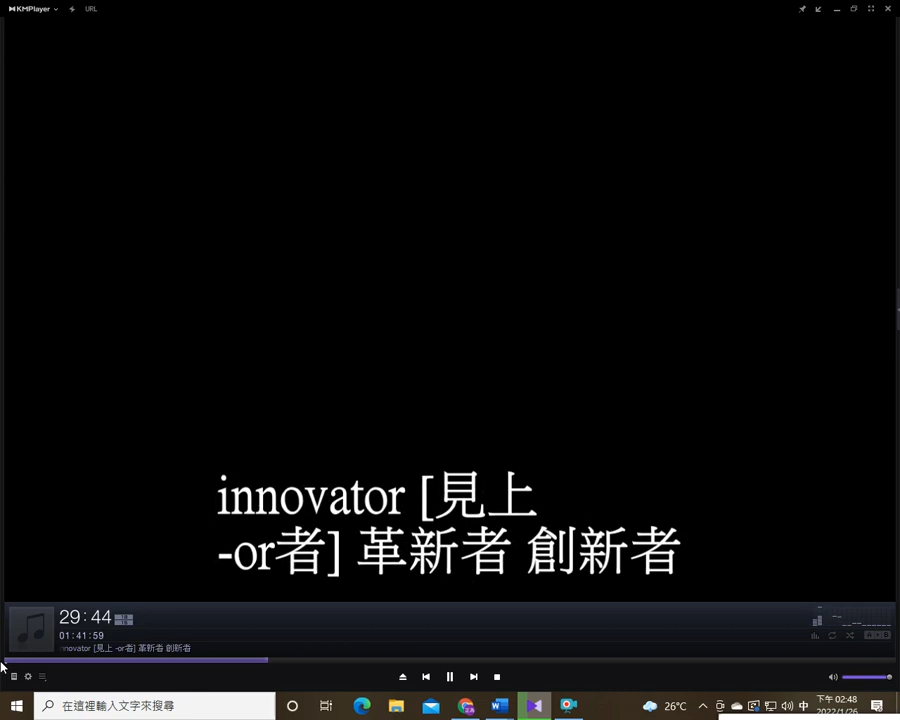 KMPlayer
URL
innovator [見上
-or者] 革新者 創新者
29:44
01:41:59
nnovator [見上 -or者] 革新者 創新者
在這裡輸入文字來搜尋
26°C
中
下午 02:48
2022/1/26